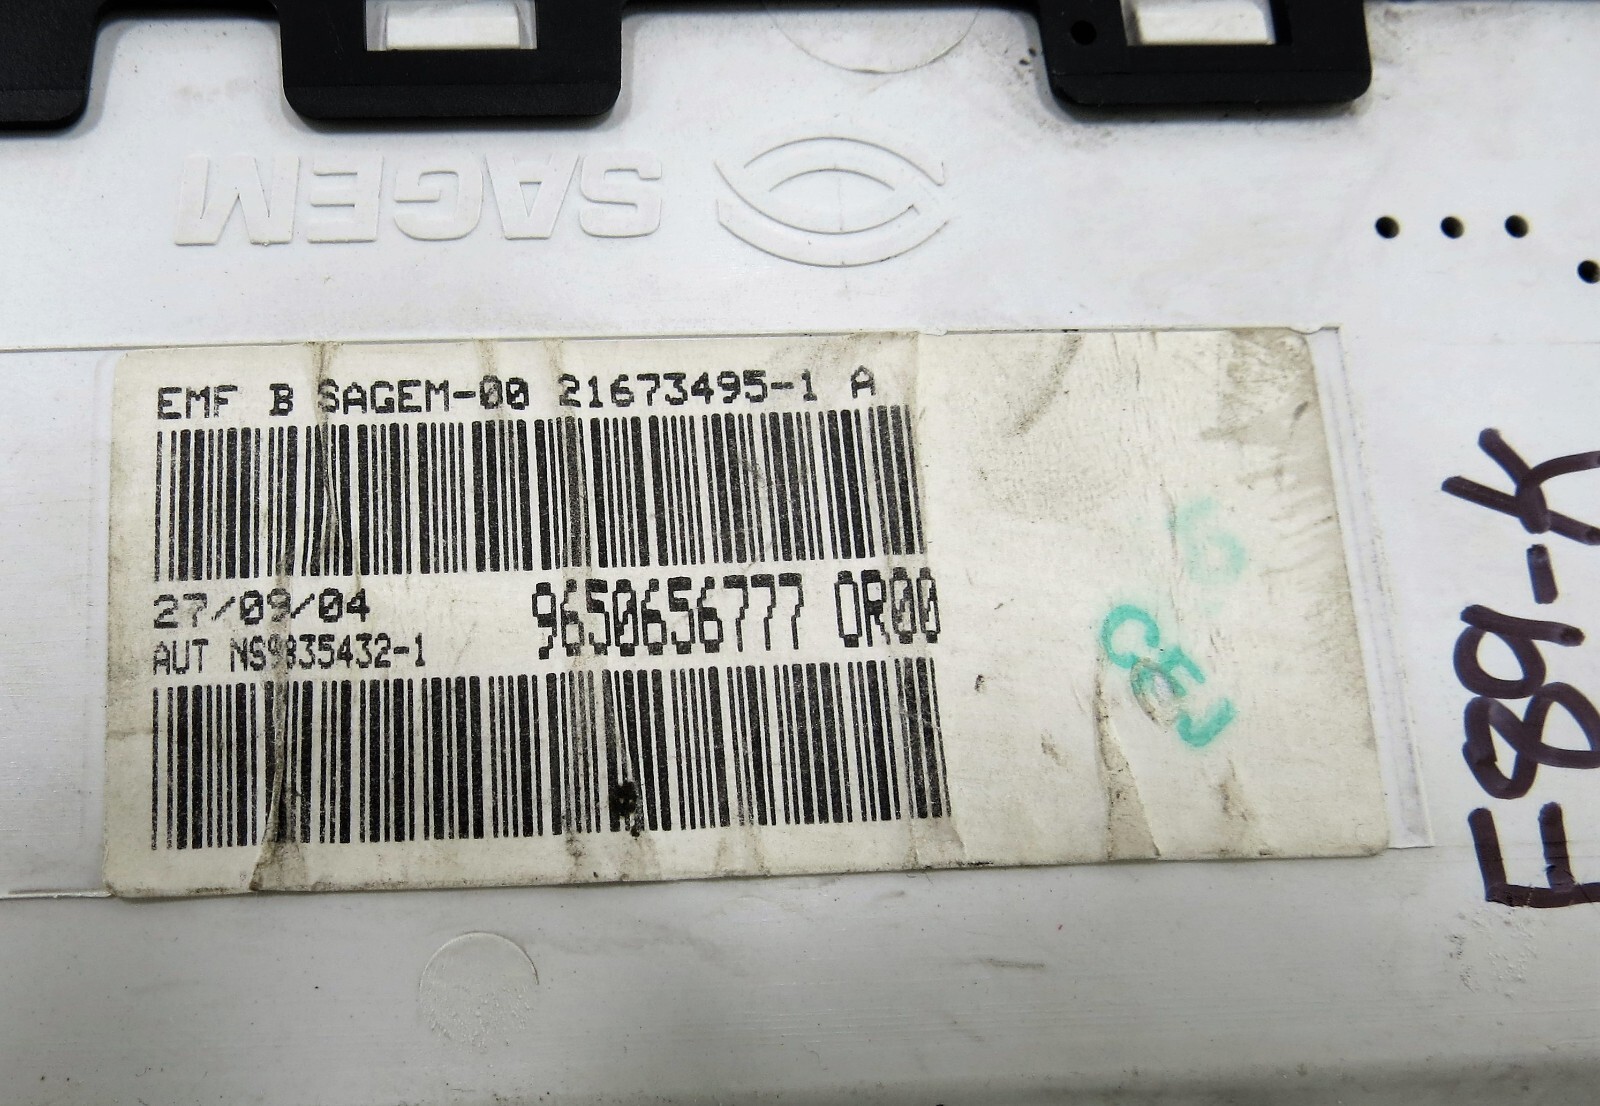 SAGEM
EMF B SAGEM-00 21673495-1 A
27/09/04
9650656777 0R00
AUT NS9835432-1
E89-K